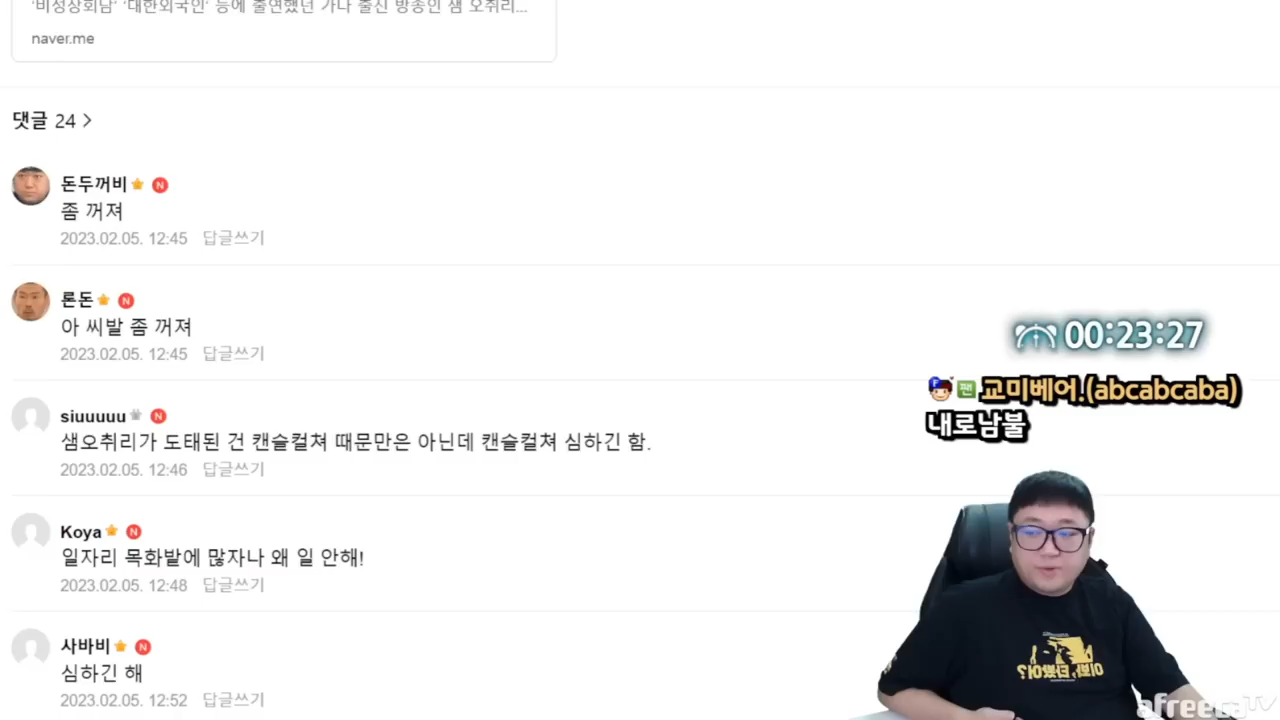 '비정상회담' '대한외국인' 등에 출연했던 가나 출신 방송인 샘 오취리...
naver.me
댓글 24 >
돈두꺼비 N
좀 꺼져
2023.02.05. 12:45 답글쓰기
론돈 N
아 씨발 좀 꺼져
2023.02.05. 12:45 답글쓰기
siuuuuu N
샘오취리가 도태된 건 캔슬컬쳐 때문만은 아닌데 캔슬컬쳐 심하긴 함.
2023.02.05. 12:46 답글쓰기
Koya N
일자리 목화밭에 많자나 왜 일 안해!
2023.02.05. 12:48 답글쓰기
사바비 N
심하긴 해
2023.02.05. 12:52 답글쓰기
00:23:27
F 팬 교미베어.(abcabcaba)
내로남불
이봐 타봤어?
afreecaTV